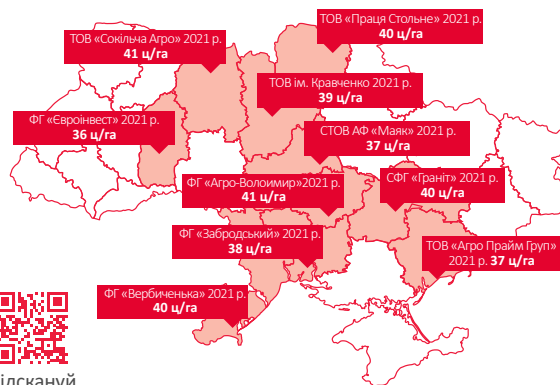 ТОВ «Праця Стольне» 2021 р.
40 ц/га
ТОВ «Сокільча Агро» 2021 р.
41 ц/га
ТОВ ім. Кравченко 2021 р.
39 ц/га
ФГ «Євроінвест» 2021 р.
36 ц/га
СТОВ АФ «Маяк» 2021 р.
37 ц/га
ФГ «Агро-Волоимир»2021 р.
41 ц/га
СФГ «Граніт» 2021 р.
40 ц/га
ФГ «Забродський» 2021 р.
38 ц/га
ТОВ «Агро Прайм Груп»
2021 р. 37 ц/га
ФГ «Вербиченька» 2021 р.
40 ц/га
ідскануй